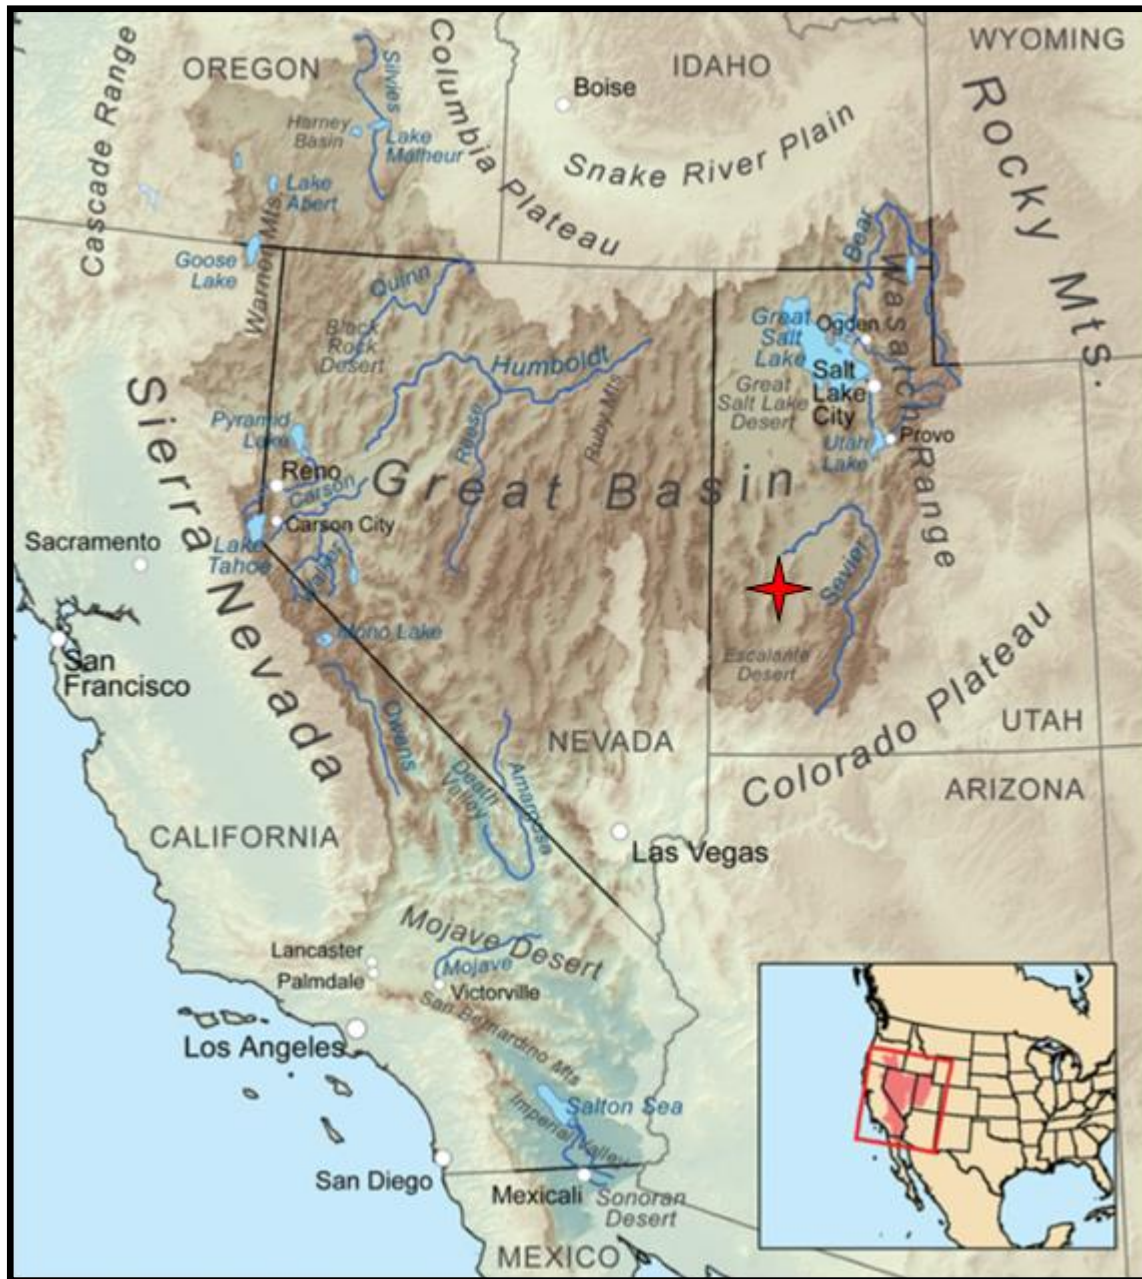 OREGON
IDAHO
WYOMING
Cascade Range
Silvies
Columbia Plateau
Boise
Harney
Basin
Lake
Malheur
Snake River Plain
Rocky Mts.
Lake
Abert
Goose
Lake
Warner Mts
Quinn
Bear
Wasatch Range
Black
Rock
Desert
Great
Salt
Lake
Ogden
Humboldt
Salt
Lake
City
Great
Salt Lake
Desert
Ruby Mts
Reese
Pyramid
Lake
Utah
Lake
Provo
Reno
Great Basin
Carson
Carson City
Sierra Nevada
Sacramento
Lake
Tahoe
Walker
Sevier
Mono Lake
San
Francisco
Escalante
Desert
Colorado Plateau
UTAH
Owens
NEVADA
Death
Valley
Amargosa
ARIZONA
CALIFORNIA
Las Vegas
Mojave Desert
Lancaster
Palmdale
Mojave
Victorville
San Bernardino Mts
Los Angeles
Salton Sea
Imperial Valley
San Diego
Mexicali
Sonoran
Desert
MEXICO